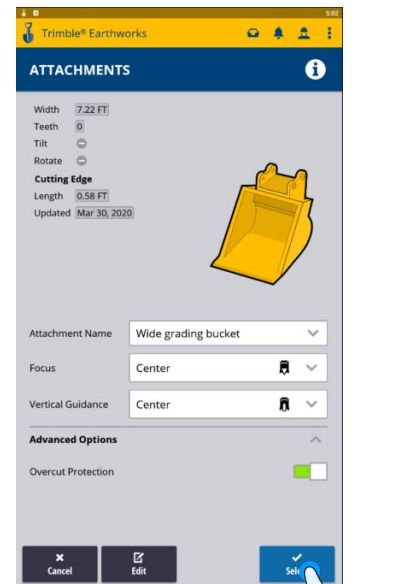 5:02
Trimble® Earthworks
ATTACHMENTS
Width 7.22 FT
Teeth 0
Tilt
Rotate
Cutting Edge
Length 0.58 FT
Updated Mar 30, 2020
Attachment Name Wide grading bucket
Focus Center
Vertical Guidance Center
Advanced Options
Overcut Protection
Cancel Edit